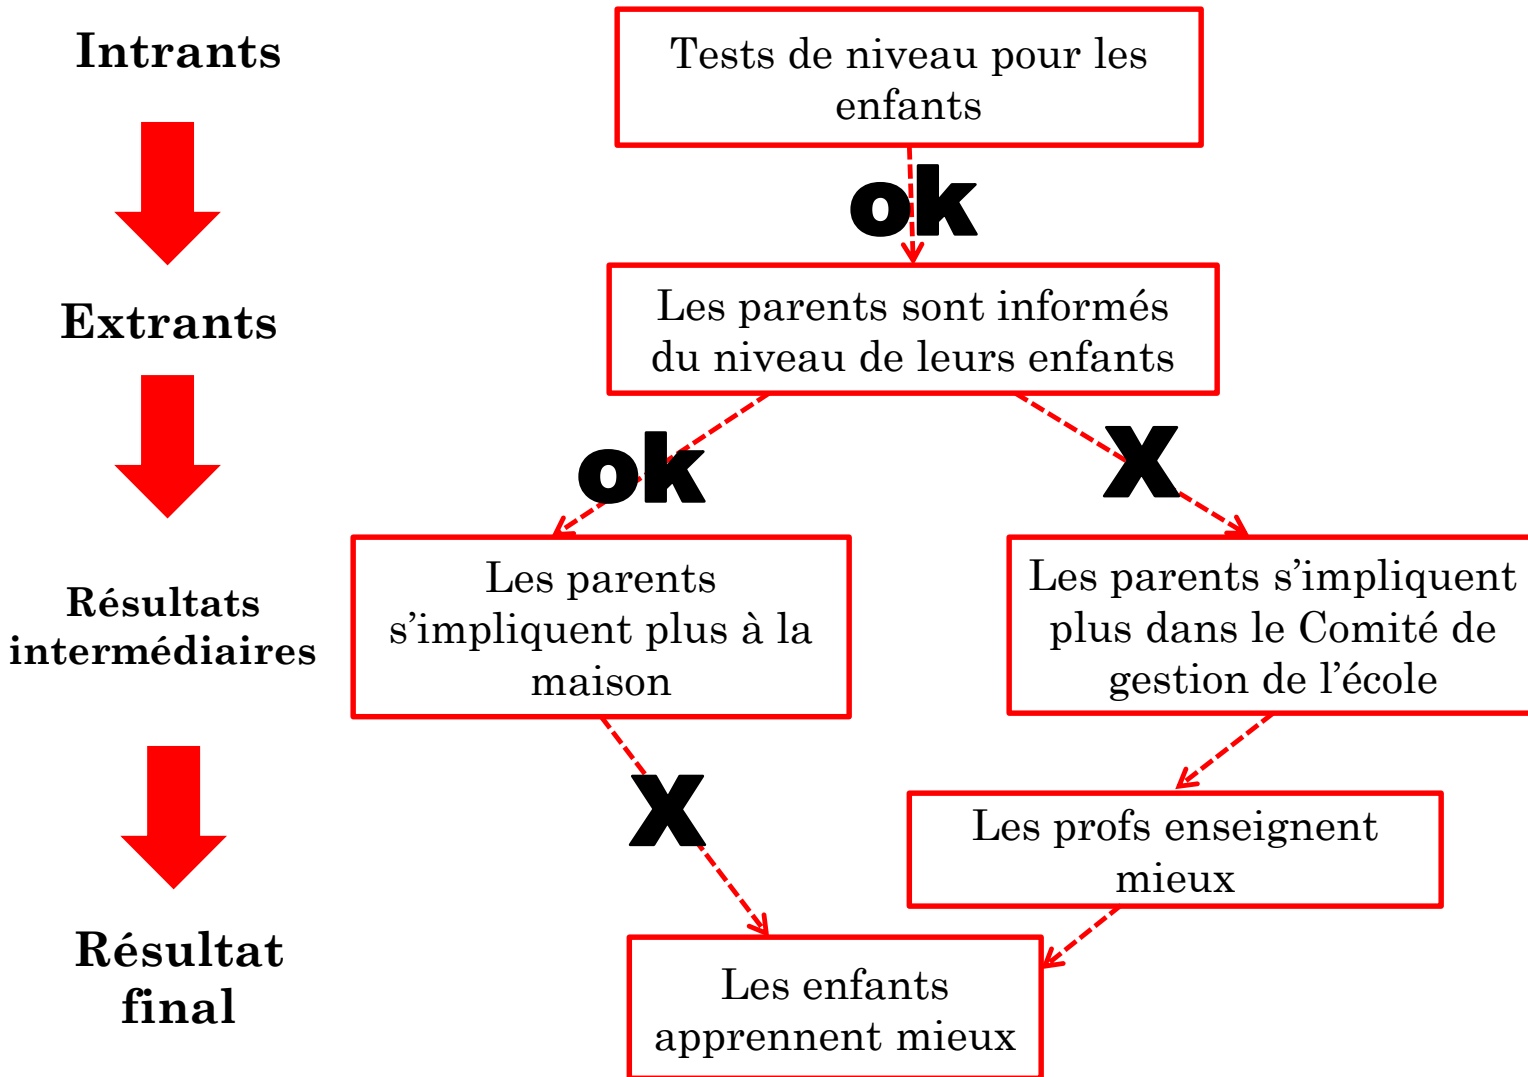 Intrants
Tests de niveau pour les
enfants
ok
Extrants
Les parents sont informés
du niveau de leurs enfants
ok
X
Résultats
intermédiaires
Les parents
s'impliquent plus à la
maison
Les parents s'impliquent
plus dans le Comité de
gestion de l’école
X
Les profs enseignent
mieux
Résultat
final
Les enfants
apprennent mieux